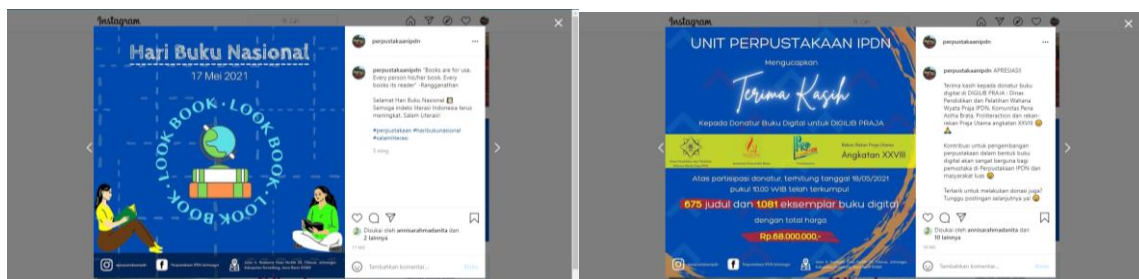 Instagram
Hari Buku Nasional
17 Mei 2021
LOOK BOOK · LOOK BOOK · LOOK BOOK ·
perpustakaanipdn
perpustakaanipdn "Books are for use.
Every person his/her book. Every
books its reader" -Rangganathan
Selamat Hari Buku Nasional
Semoga indeks literasi Indonesia terus
meningkat. Salam Literasi!
#perpustakaan #haribukunasional
#salamliterasi
Disukai oleh annisarahmadanita dan
2 lainnya
Tambahkan komentar...
Instagram
UNIT PERPUSTAKAAN IPDN
Mengucapkan
Terima Kasih
Kepada Donatur Buku Digital untuk DIGILIB PRAJA
Angkatan XXVIII
Atas partisipasi donatur, terhitung tanggal 18/05/2021
pukul 10.00 WIB telah terkumpul
675 judul dan 1.081 eksemplar buku digital
dengan total harga
Rp.68.000.000,-
perpustakaanipdn
perpustakaanipdn APRESIASI!
Terima kasih kepada donatur buku
digital di DIGILIB PRAJA : Dinas
Pendidikan dan Pelatihan Wahana
Wyata Praja IPDN, Komunitas Pena
Astha Brata, Proliteraction dan rekan-
rekan Praja Utama angkatan XXVIII
Kontribusi untuk pengembangan
perpustakaan dalam bentuk buku
digital akan sangat berguna bagi
pemustaka di Perpustakaan IPDN dan
masyarakat luas
Tertarik untuk melakukan donasi juga?
Tunggu postingan selanjutnya ya!
Disukai oleh annisarahmadanita dan
10 lainnya
Tambahkan komentar...